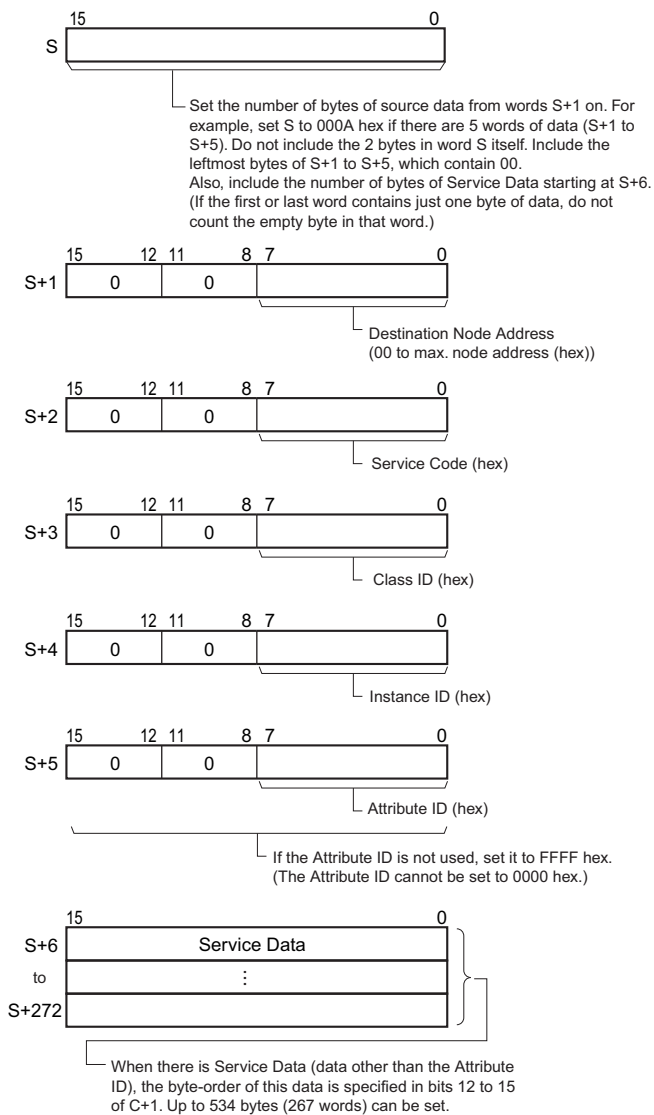 15 0
S
Set the number of bytes of source data from words S+1 on. For
example, set S to 000A hex if there are 5 words of data (S+1 to
S+5). Do not include the 2 bytes in word S itself. Include the
leftmost bytes of S+1 to S+5, which contain 00.
Also, include the number of bytes of Service Data starting at S+6.
(If the first or last word contains just one byte of data, do not
count the empty byte in that word.)
15 12 11 8 7 0
S+1 0 0
Destination Node Address
(00 to max. node address (hex))
15 12 11 8 7 0
S+2 0 0
Service Code (hex)
15 12 11 8 7 0
S+3 0 0
Class ID (hex)
15 12 11 8 7 0
S+4 0 0
Instance ID (hex)
15 12 11 8 7 0
S+5 0 0
Attribute ID (hex)
If the Attribute ID is not used, set it to FFFF hex.
(The Attribute ID cannot be set to 0000 hex.)
15 0
S+6 Service Data
to ⋮
S+272
When there is Service Data (data other than the Attribute
ID), the byte-order of this data is specified in bits 12 to 15
of C+1. Up to 534 bytes (267 words) can be set.